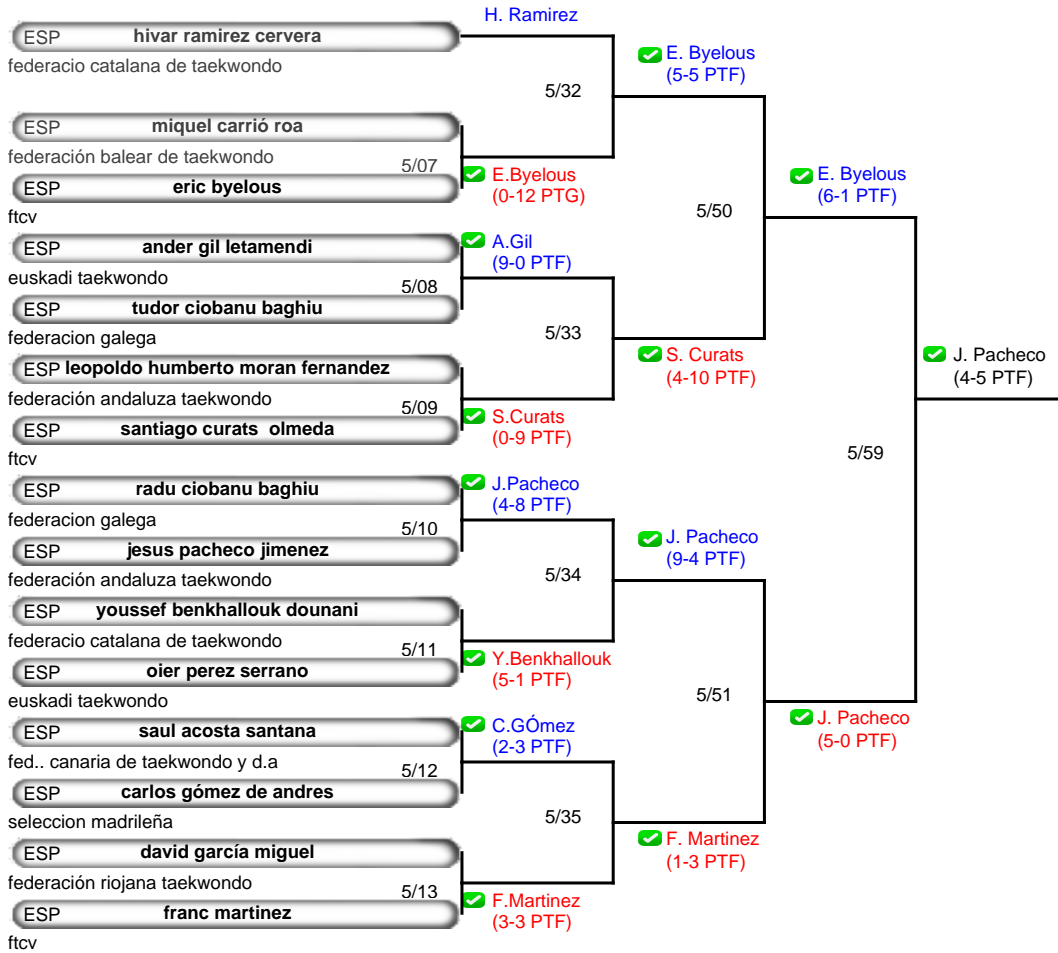 H. Ramirez
ESP hivar ramirez cervera
federacio catalana de taekwondo
E. Byelous
(5-5 PTF)
5/32
ESP miquel carrió roa
federación balear de taekwondo
5/07
E.Byelous
(0-12 PTG)
ESP eric byelous
ftcv
E. Byelous
(6-1 PTF)
5/50
ESP ander gil letamendi
euskadi taekwondo
A.Gil
(9-0 PTF)
5/08
ESP tudor ciobanu baghiu
federacion galega
5/33
S. Curats
(4-10 PTF)
ESP leopoldo humberto moran fernandez
federación andaluza taekwondo
5/09
S.Curats
(0-9 PTF)
ESP santiago curats olmeda
ftcv
J. Pacheco
(4-5 PTF)
5/59
ESP radu ciobanu baghiu
federacion galega
J.Pacheco
(4-8 PTF)
5/10
ESP jesus pacheco jimenez
federación andaluza taekwondo
J. Pacheco
(9-4 PTF)
5/34
ESP youssef benkhallouk dounani
federacio catalana de taekwondo
5/11
Y.Benkhallouk
(5-1 PTF)
ESP oier perez serrano
euskadi taekwondo
5/51
J. Pacheco
(5-0 PTF)
ESP saul acosta santana
fed.. canaria de taekwondo y d.a
C.GÓmez
(2-3 PTF)
5/12
ESP carlos gómez de andres
seleccion madrileña
5/35
F. Martinez
(1-3 PTF)
ESP david garcía miguel
federación riojana taekwondo
5/13
F.Martinez
(3-3 PTF)
ESP franc martinez
ftcv